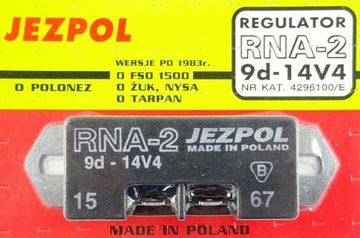 JEZPOL
WERSJE PO 1983r.
O FSO 1500
O POLONEZ
O ŻUK, NYSA
O TARPAN
REGULATOR
RNA-2
9d-14V4
NR KAT. 4295100/E
RNA-2 JEZPOL
MADE IN POLAND
9d - 14V4
B
15
67
MADE IN POLAND